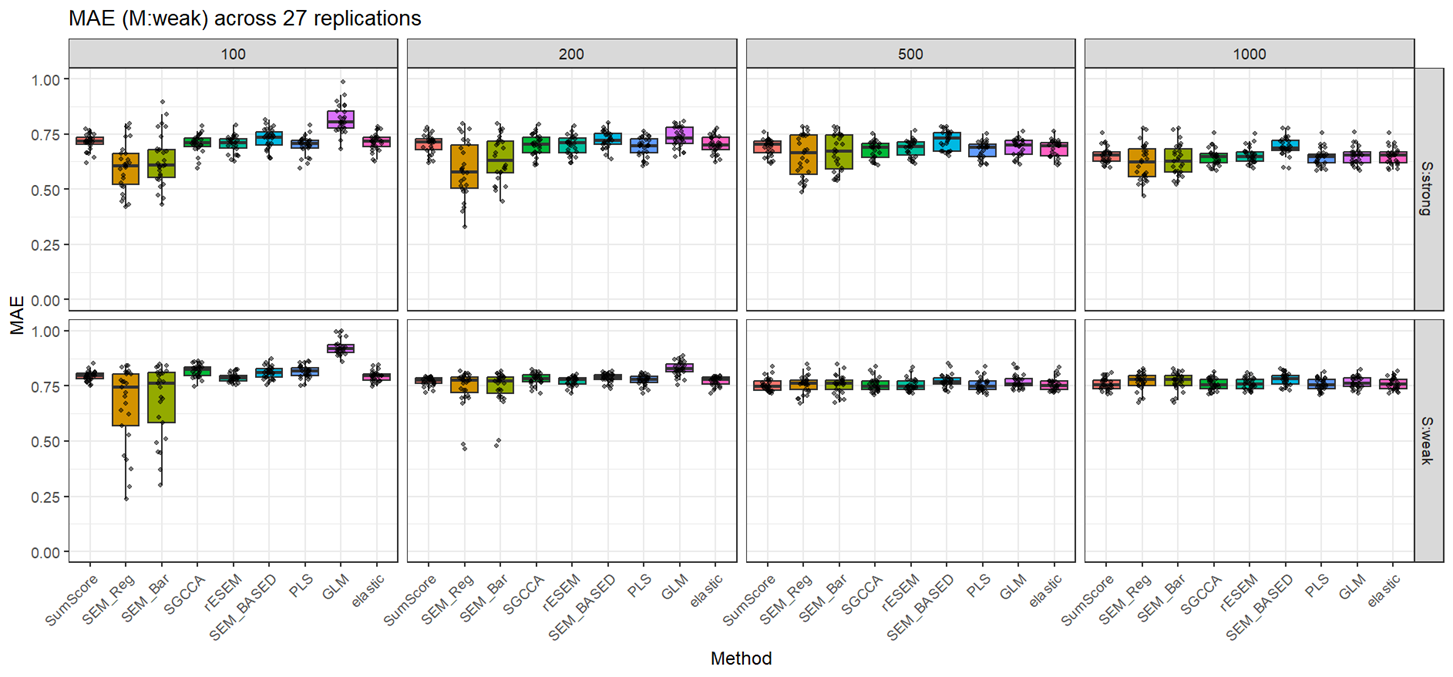 MAE (M:weak) across 27 replications
100 200 500 1000
1.00
0.75
0.50
0.25
0.00
S:strong
MAE
1.00
0.75
0.50
0.25
0.00
S:weak
SumScore SEM_Reg SEM_Bar SGCCA rESEM SEM_BASED PLS GLM elastic SumScore SEM_Reg SEM_Bar SGCCA rESEM SEM_BASED PLS GLM elastic SumScore SEM_Reg SEM_Bar SGCCA rESEM SEM_BASED PLS GLM elastic SumScore SEM_Reg SEM_Bar SGCCA rESEM SEM_BASED PLS GLM elastic
Method